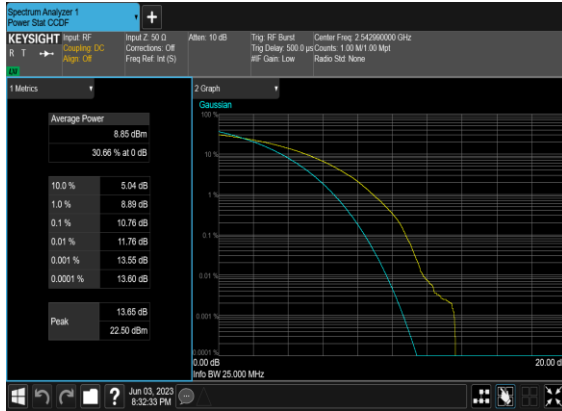 Spectrum Analyzer 1
Power Stat CCDF
+
KEYSIGHT Input: RF Input Z: 50 Ω Atten: 10 dB Trig: RF Burst Center Freq: 2.542990000 GHz
R T Coupling: DC Corrections: Off Trig Delay: 500.0 µs Counts: 1.00 M/1.00 Mpt
Align: Off Freq Ref: Int (S) #IF Gain: Low Radio Std: None
LU
1 Metrics
2 Graph
Gaussian
Average Power
8.85 dBm
30.66 % at 0 dB
10.0 % 5.04 dB
1.0 % 8.89 dB
0.1 % 10.76 dB
0.01 % 11.76 dB
0.001 % 13.55 dB
0.0001 % 13.60 dB
Peak
13.65 dB
22.50 dBm
100 %
10 %
1 %
0.1 %
0.01 %
0.001 %
0.0001 %
0.00 dB 20.00 d
Info BW 25.000 MHz
?
Jun 03, 2023
8:32:33 PM